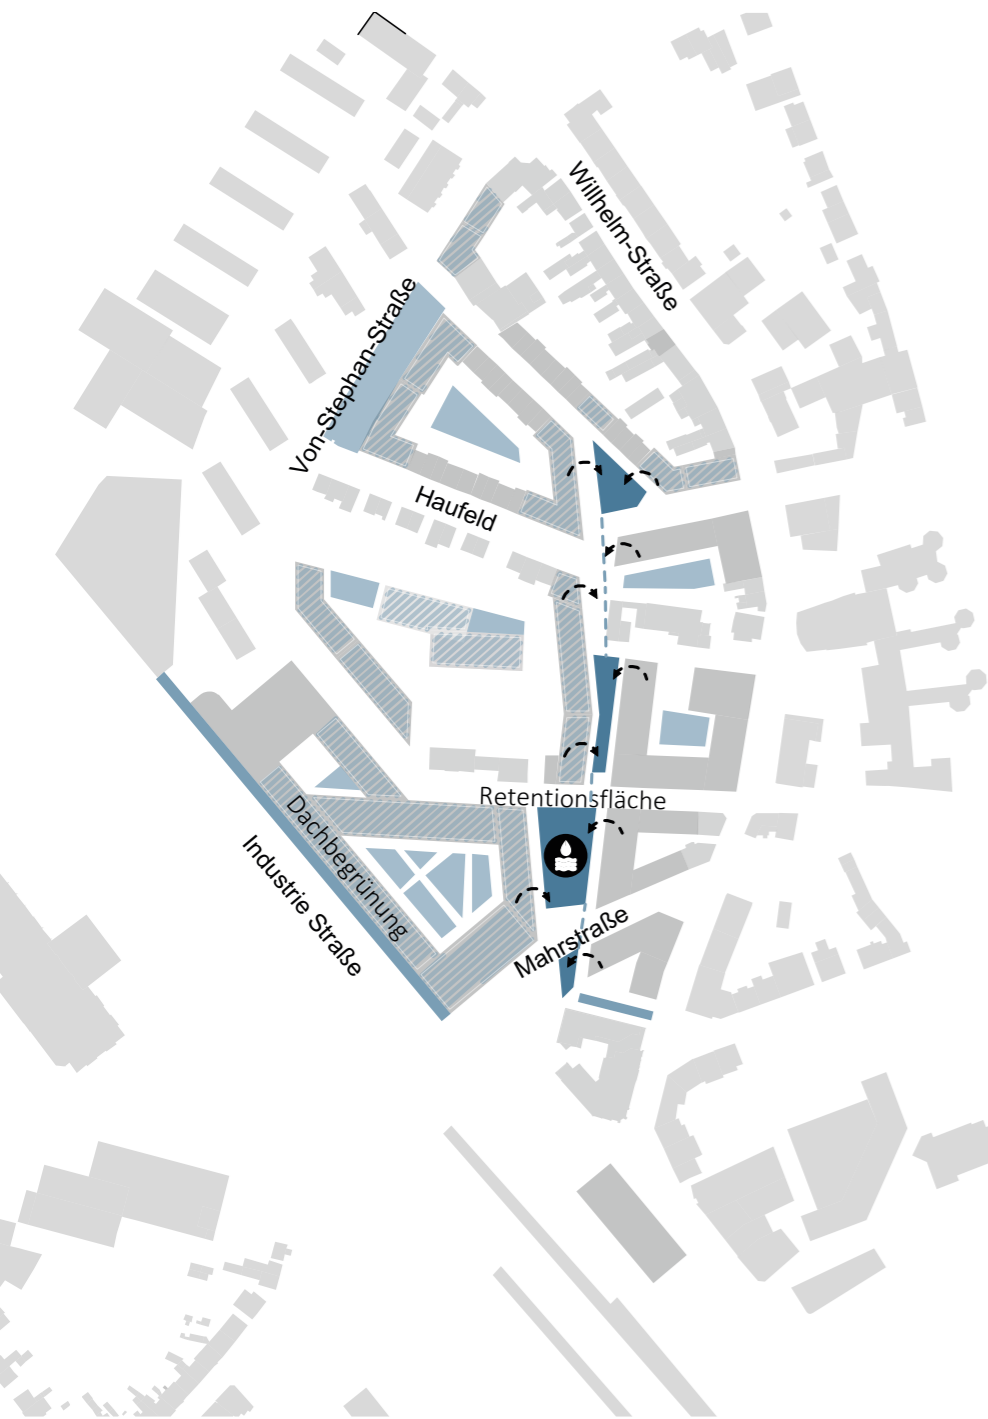 Willhelm-Straße
Von-Stephan-Straße
Haufeld
Retentionsfläche
Dachbegrünung
Industrie Straße
Mahrstraße